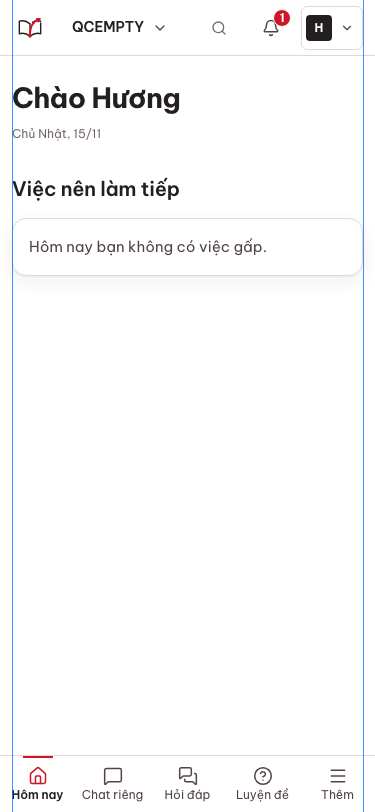 QCEMPTY
1
H
Chào Hương
Chủ Nhật, 15/11
Việc nên làm tiếp
Hôm nay bạn không có việc gấp.
Hôm nay
Chat riêng
Hỏi đáp
Luyện đề
Thêm